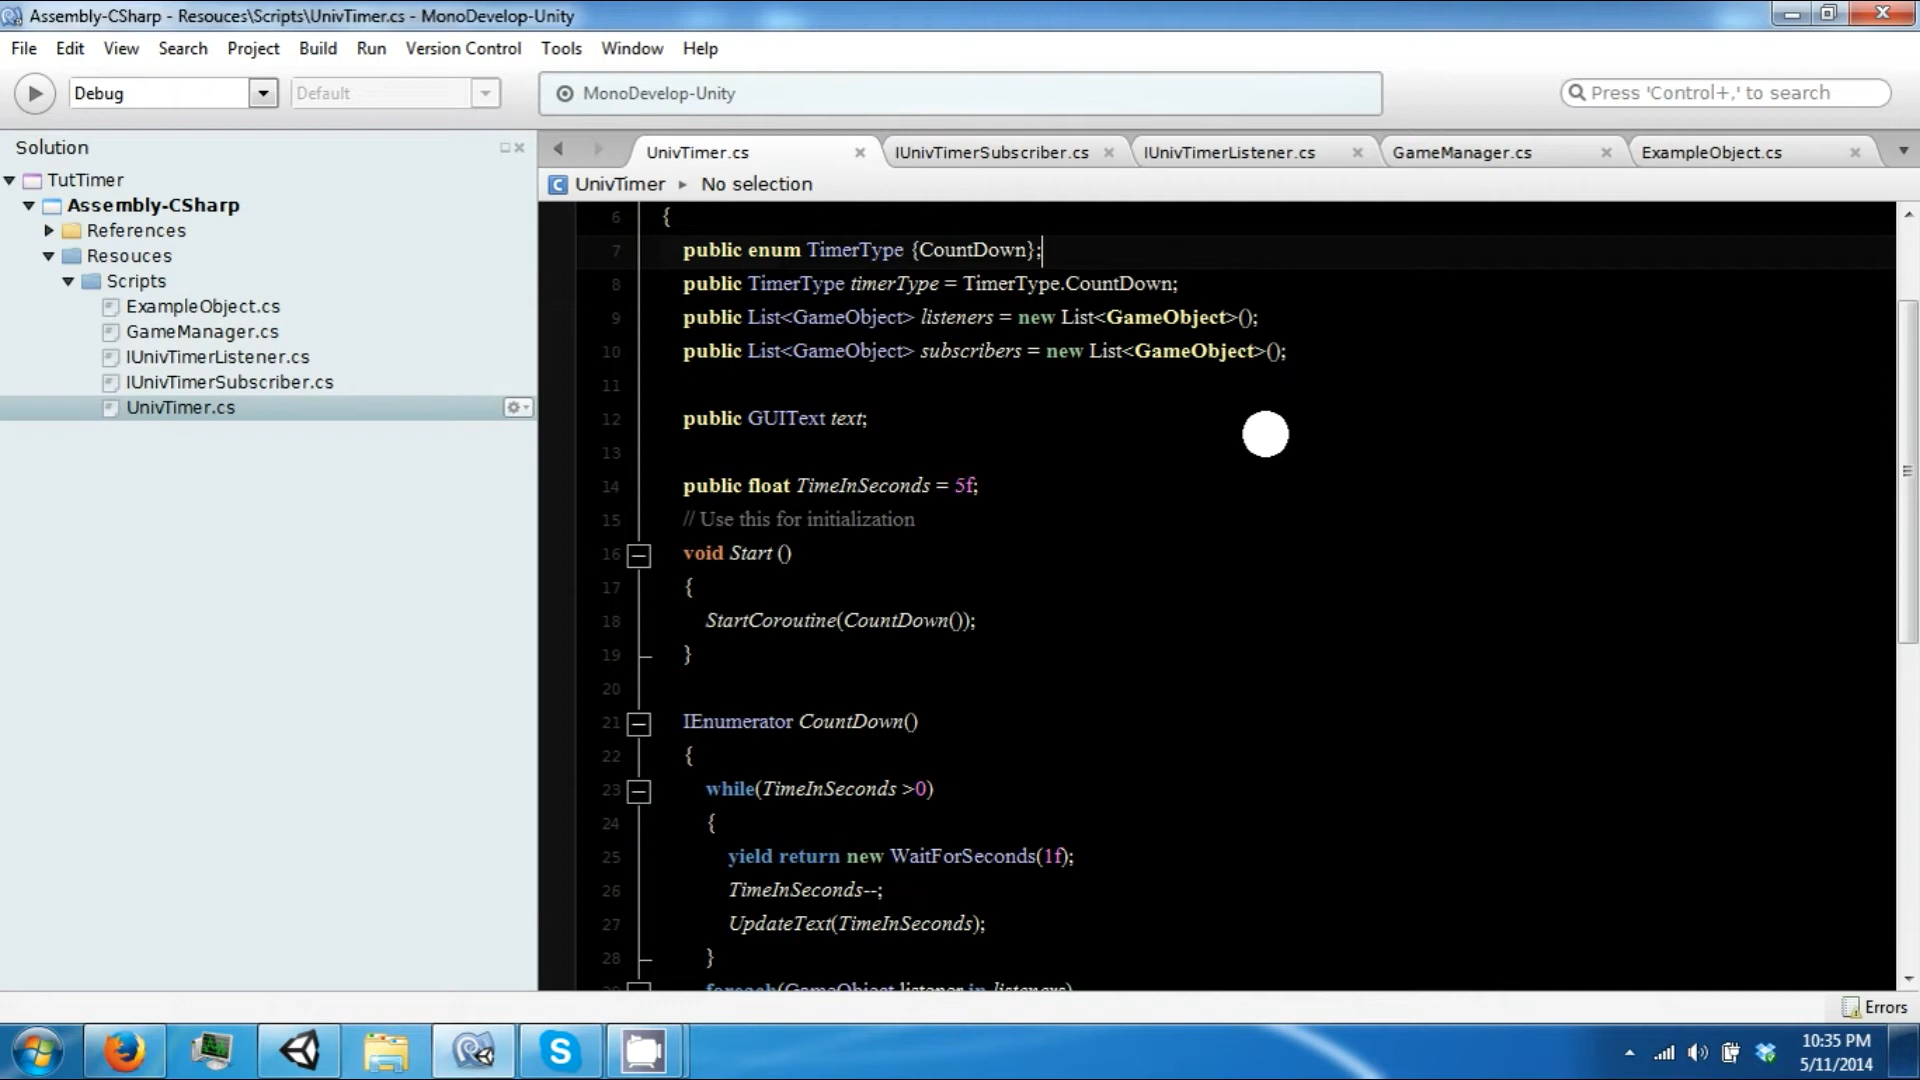 Assembly-CSharp - Resouces\Scripts\UnivTimer.cs - MonoDevelop-Unity
File Edit View Search Project Build Run Version Control Tools Window Help
Debug Default MonoDevelop-Unity Press 'Control+,' to search
Solution
TutTimer
Assembly-CSharp
References
Resouces
Scripts
ExampleObject.cs
GameManager.cs
IUnivTimerListener.cs
IUnivTimerSubscriber.cs
UnivTimer.cs
UnivTimer.cs IUnivTimerSubscriber.cs IUnivTimerListener.cs GameManager.cs ExampleObject.cs
UnivTimer No selection
6 {
7 public enum TimerType {CountDown};
8 public TimerType timerType = TimerType.CountDown;
9 public List<GameObject> listeners = new List<GameObject>();
10 public List<GameObject> subscribers = new List<GameObject>();
11
12 public GUIText text;
13
14 public float TimeInSeconds = 5f;
15 // Use this for initialization
16 void Start ()
17 {
18 StartCoroutine(CountDown());
19 }
20
21 IEnumerator CountDown()
22 {
23 while(TimeInSeconds >0)
24 {
25 yield return new WaitForSeconds(1f);
26 TimeInSeconds--;
27 UpdateText(TimeInSeconds);
28 }
foreach(GameObject listener in listeners)
Errors
10:35 PM
5/11/2014